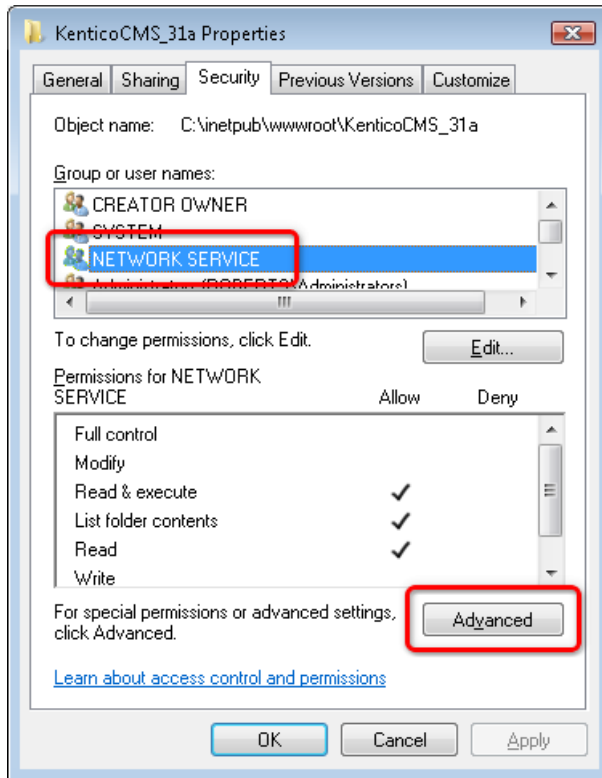 KenticoCMS_31a Properties
General Sharing Security Previous Versions Customize
Object name: C:\inetpub\wwwroot\KenticoCMS_31a
Group or user names:
CREATOR OWNER
SYSTEM
NETWORK SERVICE
Administrators (ROBERTS\Administrators)
To change permissions, click Edit.
Edit...
Permissions for NETWORK
SERVICE Allow Deny
Full control
Modify
Read & execute
List folder contents
Read
Write
For special permissions or advanced settings,
click Advanced.
Advanced
Learn about access control and permissions
OK Cancel Apply